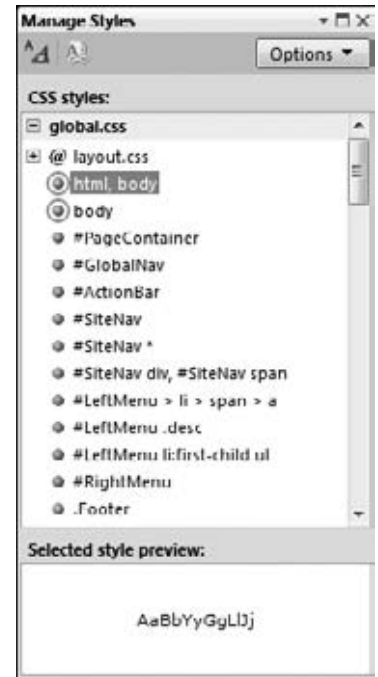 Manage Styles
Options
CSS styles:
global.css
@ layout.css
html, body
body
#PageContainer
#GlobalNav
#ActionBar
#SiteNav
#SiteNav *
#SiteNav div, #SiteNav span
#LeftMenu > li > span > a
#LeftMenu .desc
#LeftMenu li:first-child ul
#RightMenu
.Footer
Selected style preview:
AaBbYyGgLlJj